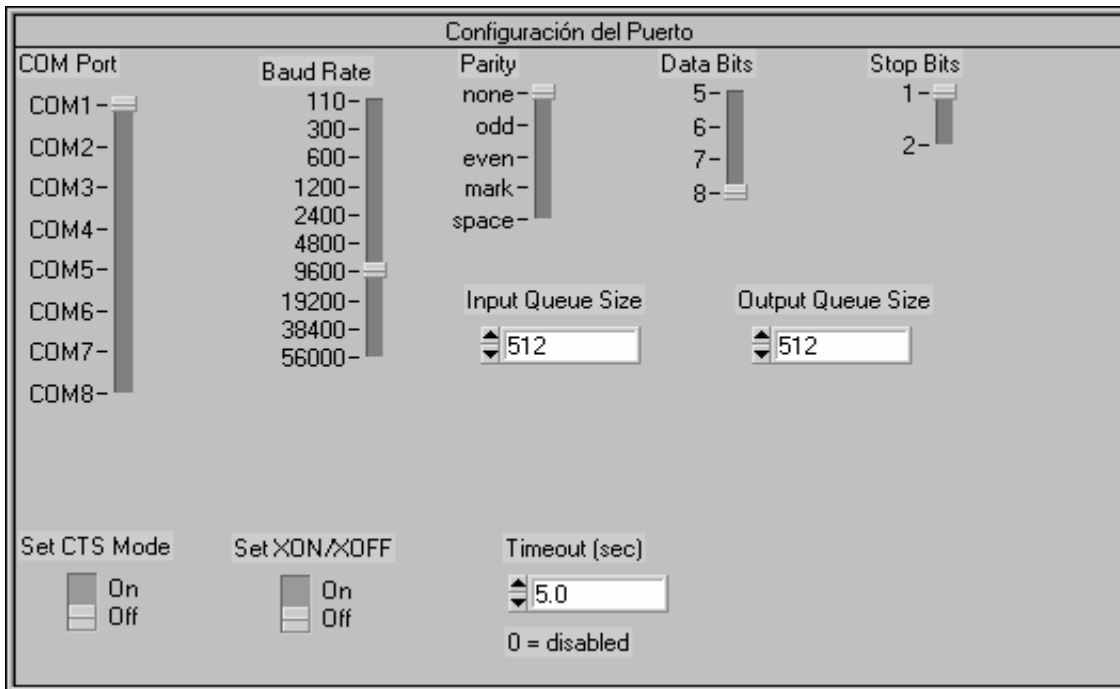 Configuración del Puerto
COM Port
COM1
COM2
COM3
COM4
COM5
COM6
COM7
COM8
Baud Rate
110
300
600
1200
2400
4800
9600
19200
38400
56000
Parity
none
odd
even
mark
space
Data Bits
5
6
7
8
Stop Bits
1
2
Input Queue Size
512
Output Queue Size
512
Set CTS Mode
On
Off
Set XON/XOFF
On
Off
Timeout (sec)
5.0
0 = disabled